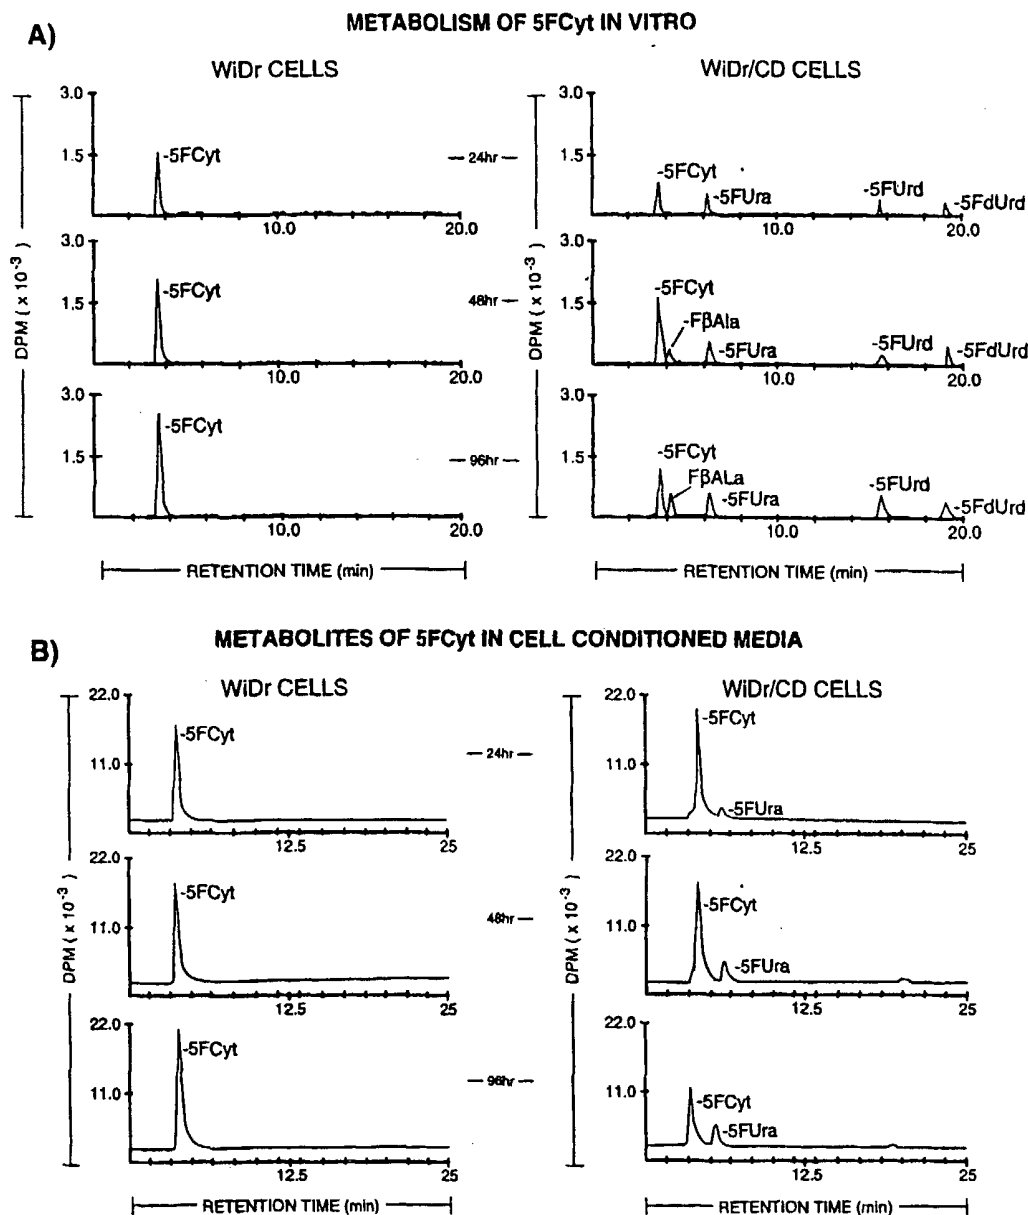 A)
METABOLISM OF 5FCyt IN VITRO
WiDr CELLS
WiDr/CD CELLS
3.0
1.5
-5FCyt
10.0
20.0
24hr
3.0
1.5
-5FCyt
-5FUra
-5FUrd
-5FdUrd
10.0
20.0
DPM ( x 10-3 )
3.0
1.5
-5FCyt
10.0
20.0
48hr
DPM ( x 10-3 )
3.0
1.5
-5FCyt
-FβAla
-5FUra
-5FUrd
-5FdUrd
10.0
20.0
3.0
1.5
-5FCyt
10.0
20.0
96hr
3.0
1.5
-5FCyt
FβALa
-5FUra
-5FUrd
-5FdUrd
10.0
20.0
RETENTION TIME (min)
RETENTION TIME (min)
B)
METABOLITES OF 5FCyt IN CELL CONDITIONED MEDIA
WiDr CELLS
WiDr/CD CELLS
22.0
11.0
-5FCyt
12.5
25
24hr
22.0
11.0
-5FCyt
-5FUra
12.5
25
DPM ( x 10-3 )
22.0
11.0
-5FCyt
12.5
25
48hr
DPM ( x 10-3 )
22.0
11.0
-5FCyt
-5FUra
12.5
25
22.0
11.0
-5FCyt
12.5
25
96hr
22.0
11.0
-5FCyt
-5FUra
12.5
25
RETENTION TIME (min)
RETENTION TIME (min)